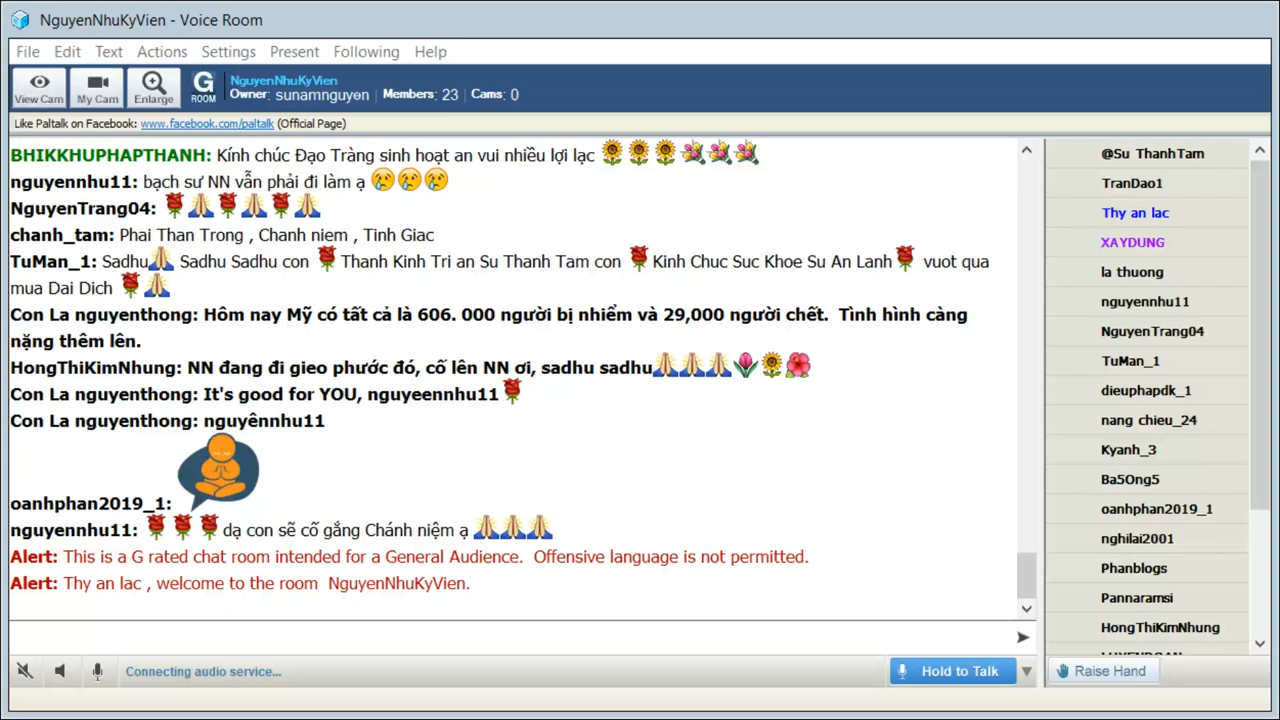 NguyenNhuKyVien - Voice Room
File Edit Text Actions Settings Present Following Help
View Cam My Cam Enlarge G ROOM NguyenNhuKyVien
Owner: sunamnguyen Members: 23 Cams: 0
Like Paltalk on Facebook: www.facebook.com/paltalk (Official Page)
BHIKKHUPHAPTHANH: Kính chúc Đạo Tràng sinh hoạt an vui nhiều lợi lạc 🌻🌻🌻💐💐💐
nguyennhu11: bạch sư NN vẫn phải đi làm ạ 😢😢😢
NguyenTrang04: 🌹🙏🌹🙏🌹🙏
chanh_tam: Phai Than Trong , Chanh niem , Tinh Giac
TuMan_1: Sadhu🙏 Sadhu Sadhu con 🌹Thanh Kinh Tri an Su Thanh Tam con 🌹Kinh Chuc Suc Khoe Su An Lanh🌹 vuot qua
mua Dai Dich 🌹🙏
Con La nguyenthong: Hôm nay Mỹ có tất cả là 606. 000 người bị nhiểm và 29,000 người chết. Tình hình càng
nặng thêm lên.
HongThiKimNhung: NN đang đi gieo phước đó, cố lên NN ơi, sadhu sadhu🙏🙏🙏🌷🌻🌺
Con La nguyenthong: It's good for YOU, nguyeennhu11🌹
Con La nguyenthong: nguyênnhu11
oanhphan2019_1:
nguyennhu11: 🌹🌹🌹dạ con sẽ cố gắng Chánh niệm ạ 🙏🙏🙏
Alert: This is a G rated chat room intended for a General Audience. Offensive language is not permitted.
Alert: Thy an lac , welcome to the room NguyenNhuKyVien.
Connecting audio service...
Hold to Talk
@Su ThanhTam
TranDao1
Thy an lac
XAYDUNG
la thuong
nguyennhu11
NguyenTrang04
TuMan_1
dieuphapdk_1
nang chieu_24
Kyanh_3
Ba5Ong5
oanhphan2019_1
nghilai2001
Phanblogs
Pannaramsi
HongThiKimNhung
Raise Hand